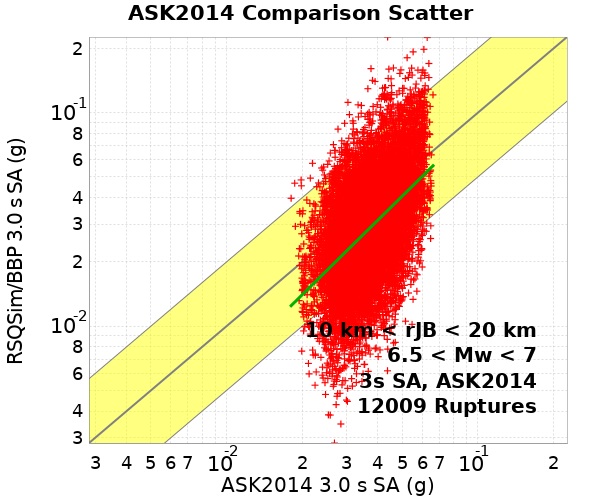 ASK2014 Comparison Scatter
RSQSim/BBP 3.0 s SA (g)
2
10-1
8
6
4
3
2
10-2
8
6
4
3
10 km < rJB < 20 km
6.5 < Mw < 7
3s SA, ASK2014
12009 Ruptures
3 4 5 6 7 10-2 2 3 4 5 6 7 10-1 2
ASK2014 3.0 s SA (g)